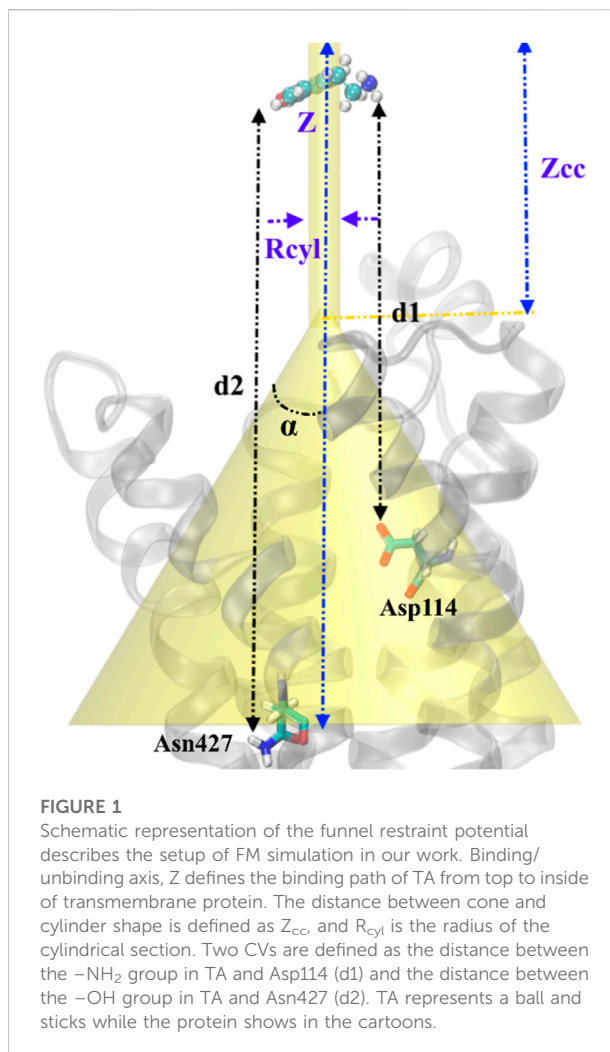 Z
Zcc
Rcyl
d1
d2
α
Asp114
Asn427
FIGURE 1
Schematic representation of the funnel restraint potential
describes the setup of FM simulation in our work. Binding/
unbinding axis, Z defines the binding path of TA from top to inside
of transmembrane protein. The distance between cone and
cylinder shape is defined as Zcc, and Rcyl is the radius of the
cylindrical section. Two CVs are defined as the distance between
the –NH2 group in TA and Asp114 (d1) and the distance between
the –OH group in TA and Asn427 (d2). TA represents a ball and
sticks while the protein shows in the cartoons.